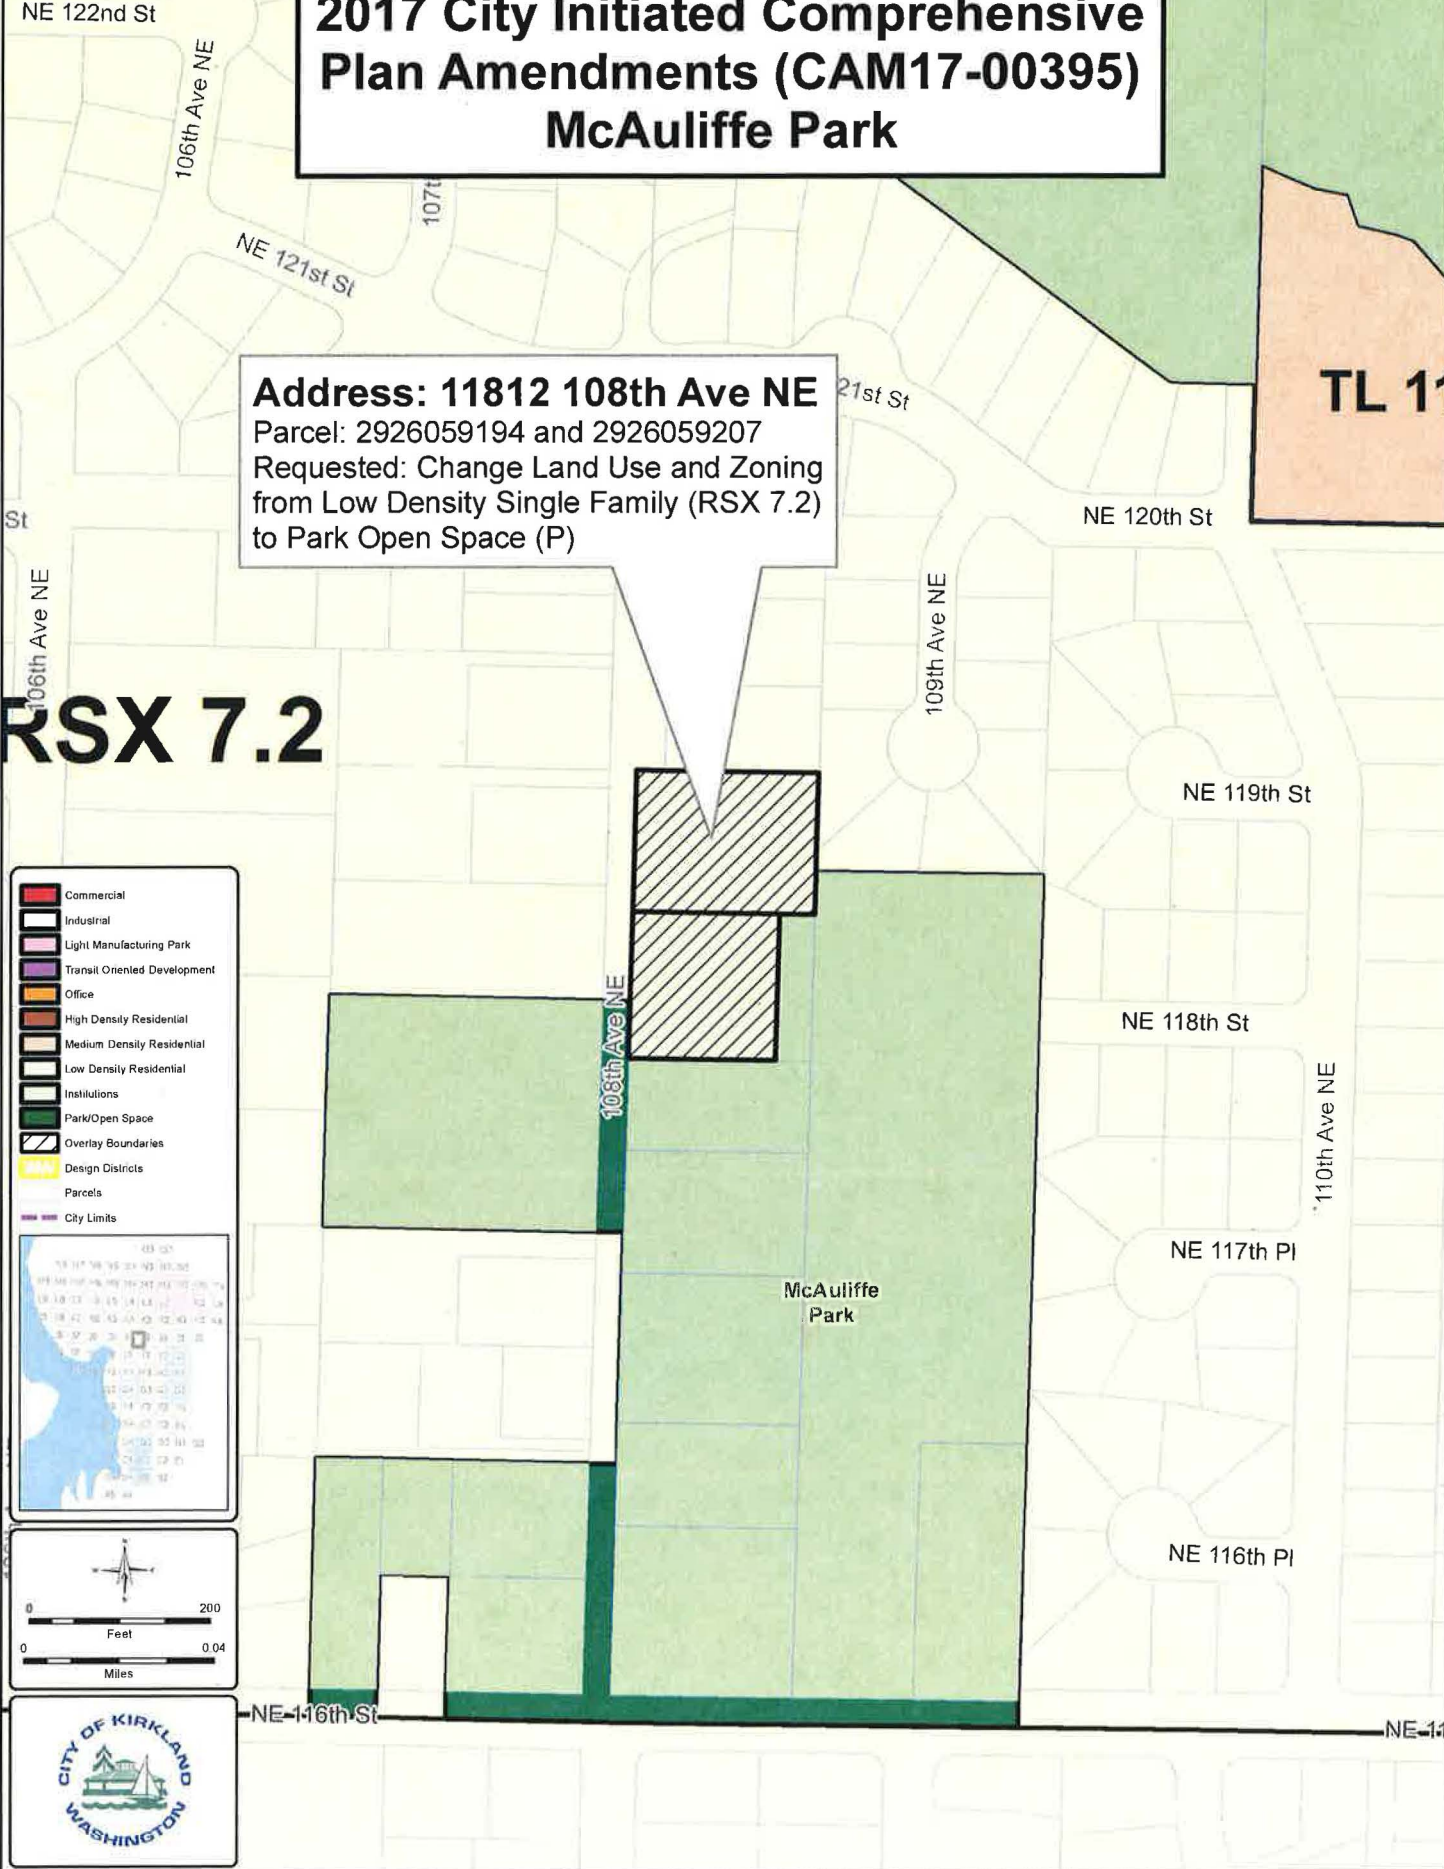 2017 City Initiated Comprehensive
Plan Amendments (CAM17-00395)
McAuliffe Park
NE 122nd St
106th Ave NE
107t
NE 121st St
Address: 11812 108th Ave NE
Parcel: 2926059194 and 2926059207
Requested: Change Land Use and Zoning
from Low Density Single Family (RSX 7.2)
to Park Open Space (P)
21st St
TL 11
St
NE 120th St
106th Ave NE
109th Ave NE
RSX 7.2
NE 119th St
Commercial
Industrial
Light Manufacturing Park
Transit Oriented Development
Office
High Density Residential
Medium Density Residential
Low Density Residential
Institutions
Park/Open Space
Overlay Boundaries
Design Districts
Parcels
City Limits
108th Ave NE
NE 118th St
110th Ave NE
NE 117th Pl
McAuliffe
Park
NE 116th Pl
0 200
Feet
0 0.04
Miles
NE 116th St
NE 11
CITY OF KIRKLAND
WASHINGTON